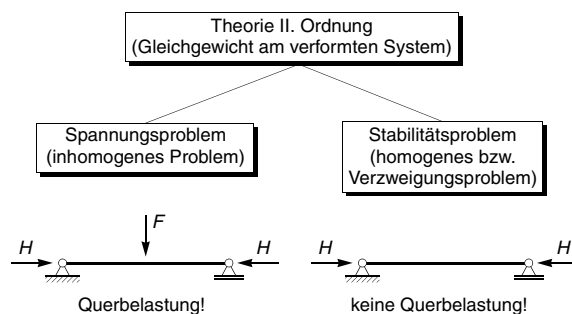 Theorie II. Ordnung
(Gleichgewicht am verformten System)
Spannungsproblem
(inhomogenes Problem)
Stabilitätsproblem
(homogenes bzw.
Verzweigungsproblem)
F
H H H H
Querbelastung! keine Querbelastung!